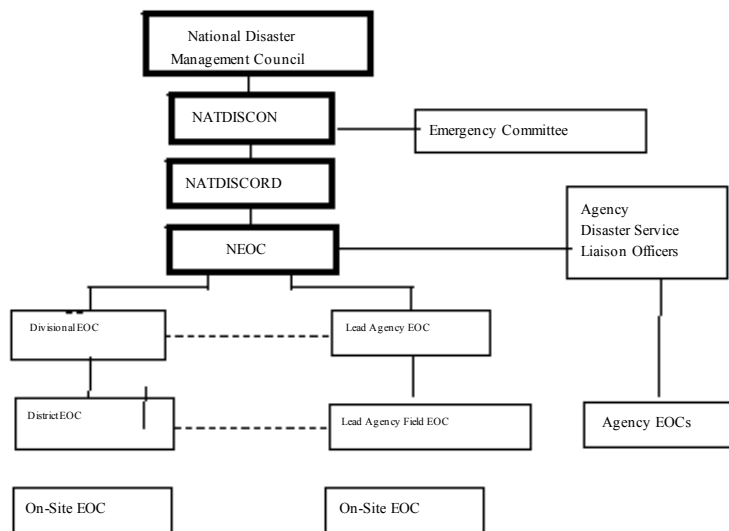 National Disaster
Management Council
NATDISCON
Emergency Committee
NATDISCORD
Agency
Disaster Service
Liaison Officers
NEOC
Divisional EOC
Lead Agency EOC
District EOC
Lead Agency Field EOC
Agency EOCs
On-Site EOC
On-Site EOC